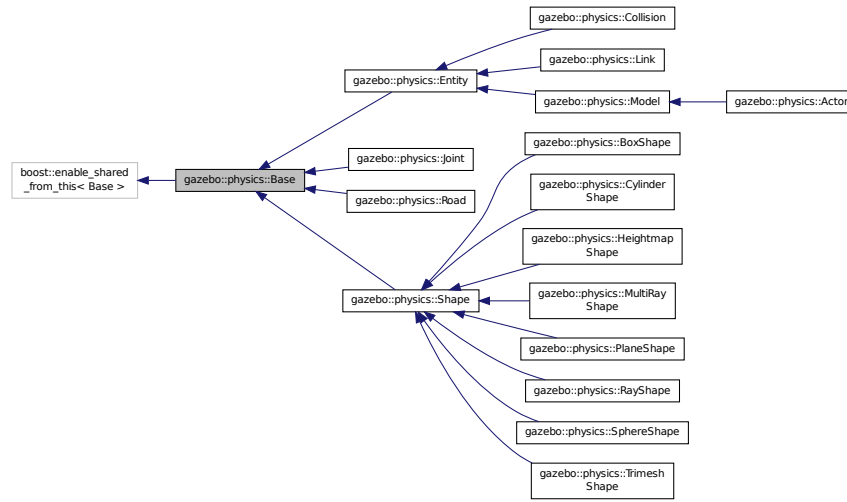 gazebo::physics::Collision
gazebo::physics::Link
gazebo::physics::Entity
gazebo::physics::Model
gazebo::physics::Actor
gazebo::physics::BoxShape
gazebo::physics::Joint
boost::enable_shared
_from_this< Base >
gazebo::physics::Base
gazebo::physics::Road
gazebo::physics::Cylinder
Shape
gazebo::physics::Heightmap
Shape
gazebo::physics::Shape
gazebo::physics::MultiRay
Shape
gazebo::physics::PlaneShape
gazebo::physics::RayShape
gazebo::physics::SphereShape
gazebo::physics::Trimesh
Shape